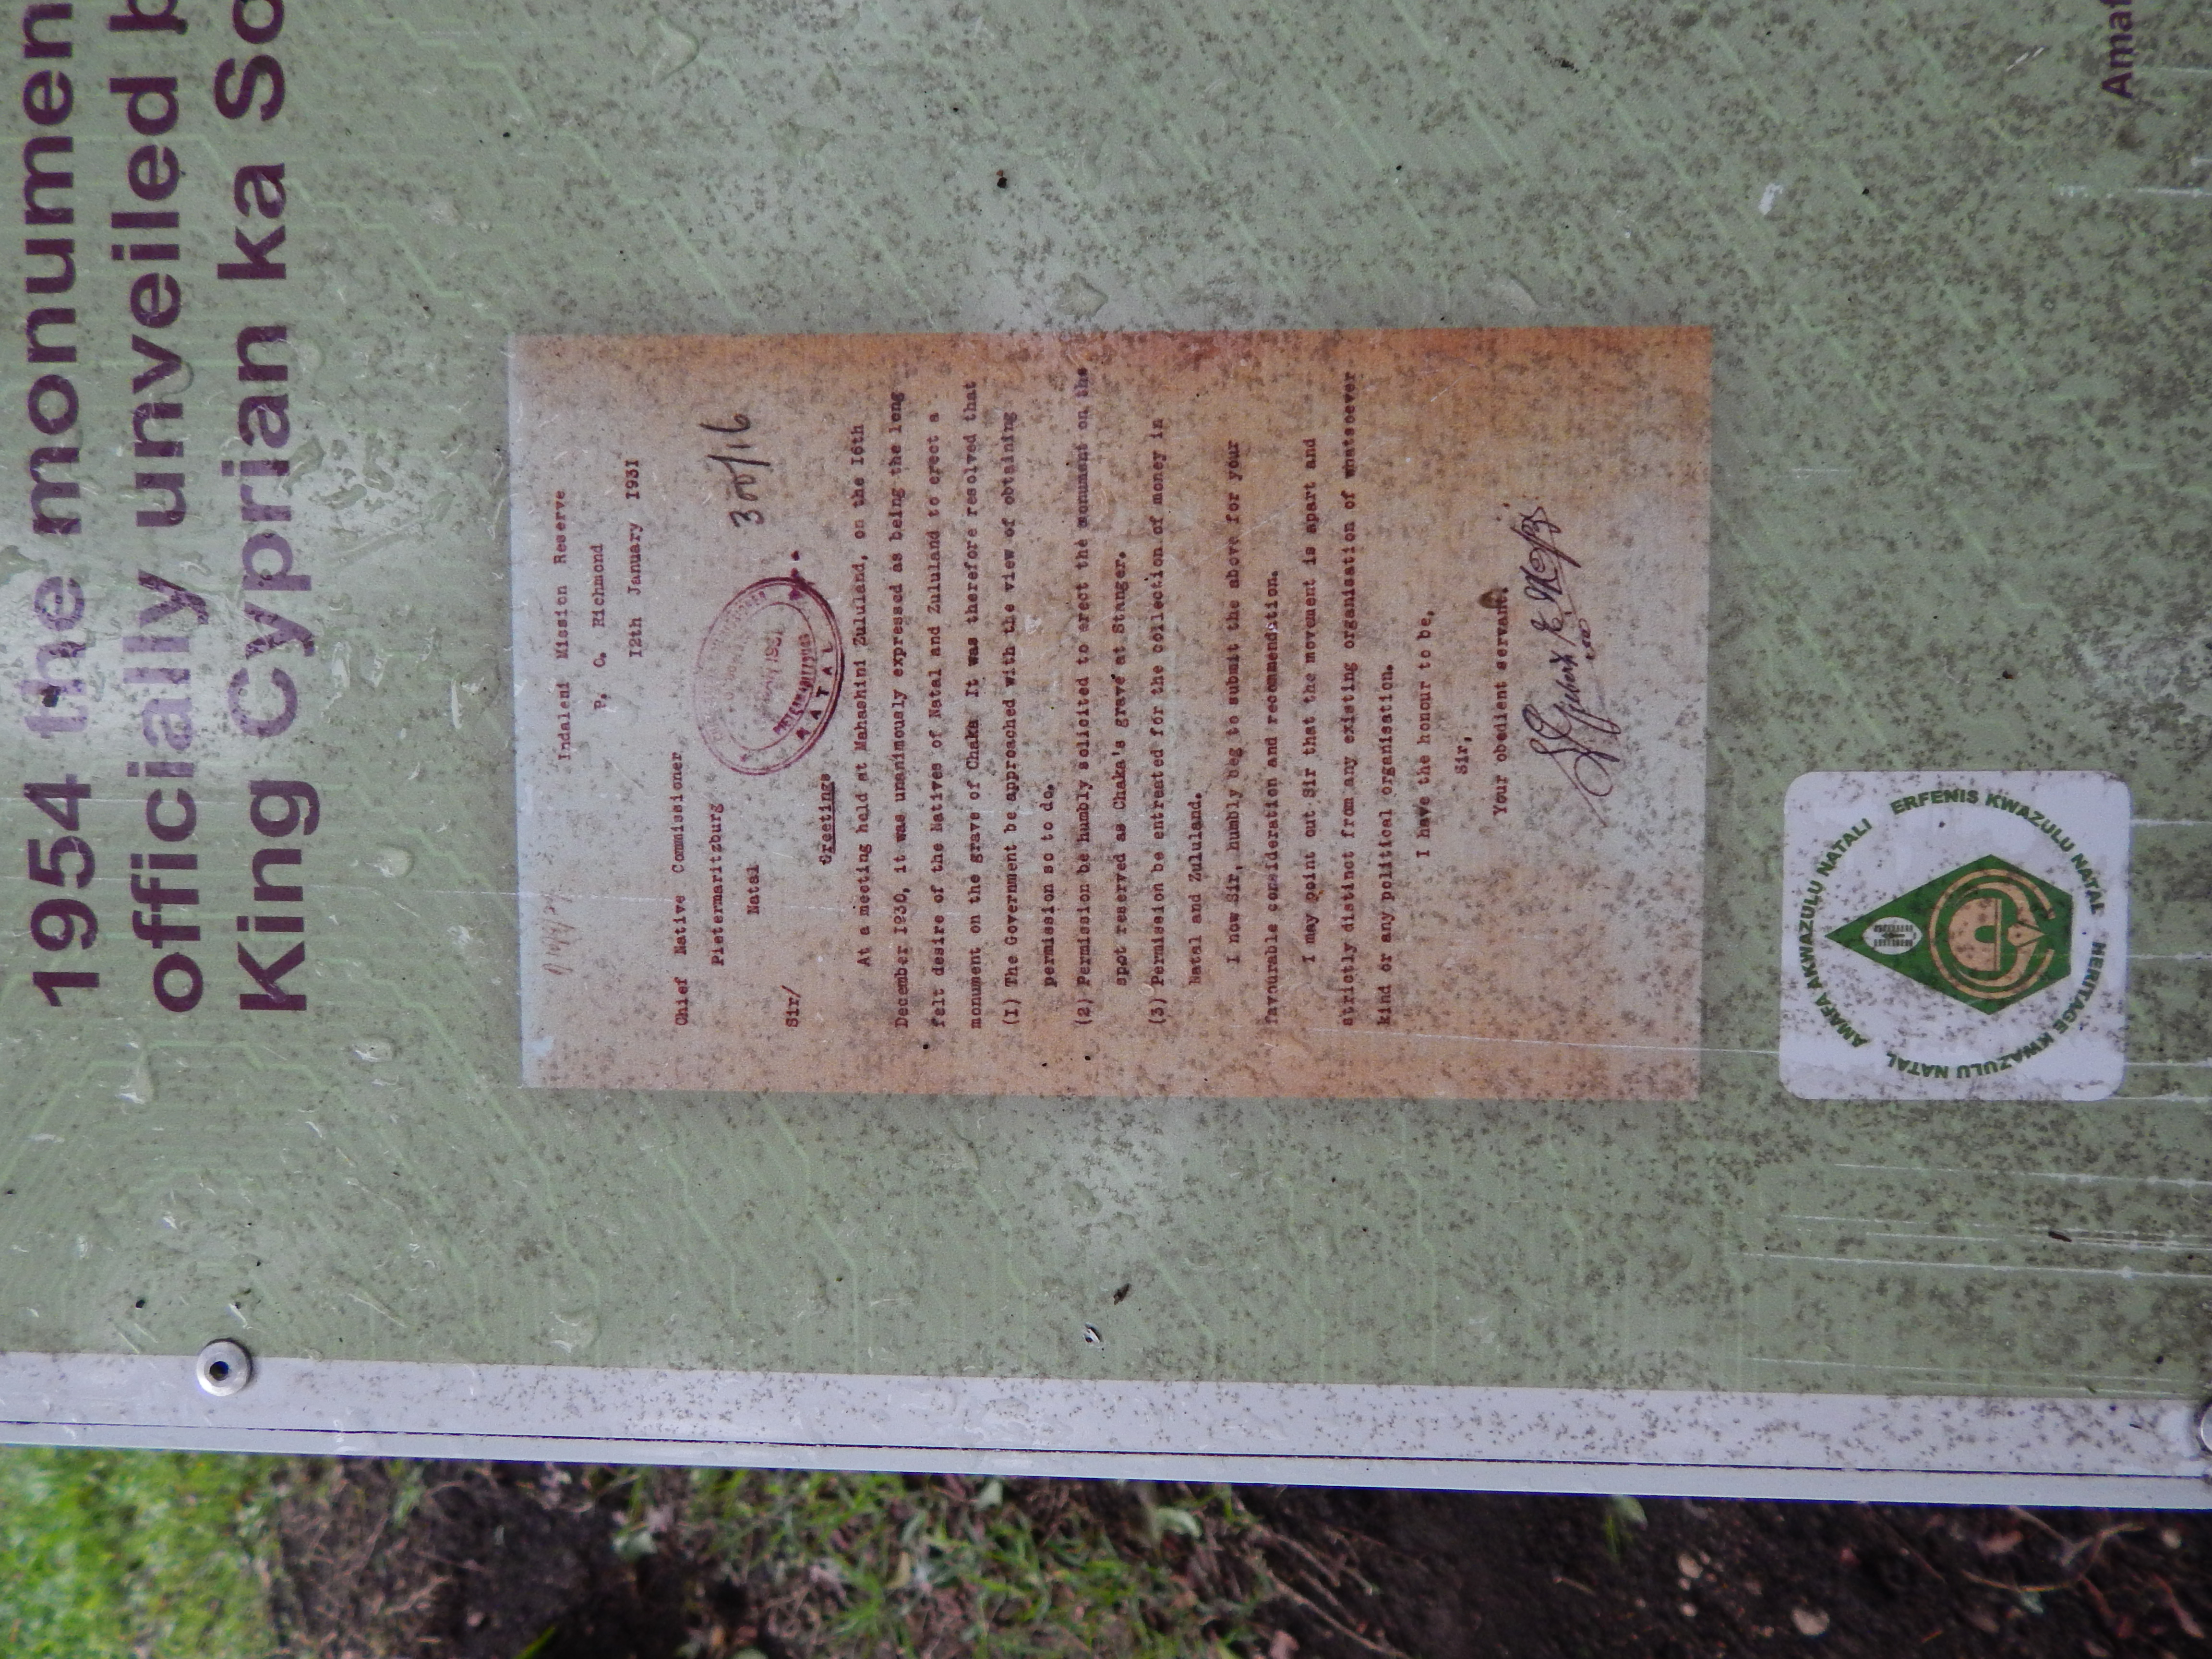 1954 the monumen
officially unveiled b
King Cyprian ka So
Indaleni Mission Reserve
P. O. Richmond
12th January 1931
Chief Native Commissioner
Pietermaritzburg
Natal
300/16
PIETERMARITZBURG
NATAL
Sir/
Greetings
At a meeting held at Mahashini Zululand, on the 16th
December 1930, it was unanimously expressed as being the long
felt desire of the Natives of Natal and Zululand to erect a
monument on the grave of Chaka. It was therefore resolved that
(1) The Government be approached with the view of obtaining
permission so to do.
(2) Permission be humbly solicited to erect the monument on the
spot reserved as Chaka's grave at Stanger.
(3) Permission be entreated for the collection of money in
Natal and Zululand.
I now Sir, humbly beg to submit the above for your
favourable consideration and recommendition.
I may point out Sir that the movement is apart and
strictly distinct from any existing organisation of whatsoever
kind or any political organisation.
I have the honour to be,
Sir,
Your obedient servant.
AMAFA AKWAZULU NATALI
ERFENIS KWAZULU NATAL
HERITAGE KWAZULU NATAL
Amaf